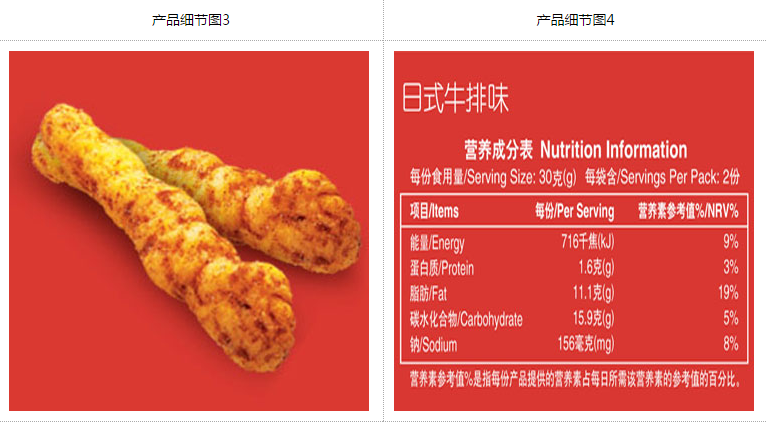 产品细节图3
产品细节图4
日式牛排味
营养成分表 Nutrition Information
每份食用量/Serving Size: 30克(g) 每袋含/Servings Per Pack: 2份
项目/Items 每份/Per Serving 营养素参考值%/NRV%
能量/Energy 716千焦(kJ) 9%
蛋白质/Protein 1.6克(g) 3%
脂肪/Fat 11.1克(g) 19%
碳水化合物/Carbohydrate 15.9克(g) 5%
钠/Sodium 156毫克(mg) 8%
营养素参考值%是指每份产品提供的营养素占每日所需该营养素的参考值的百分比。